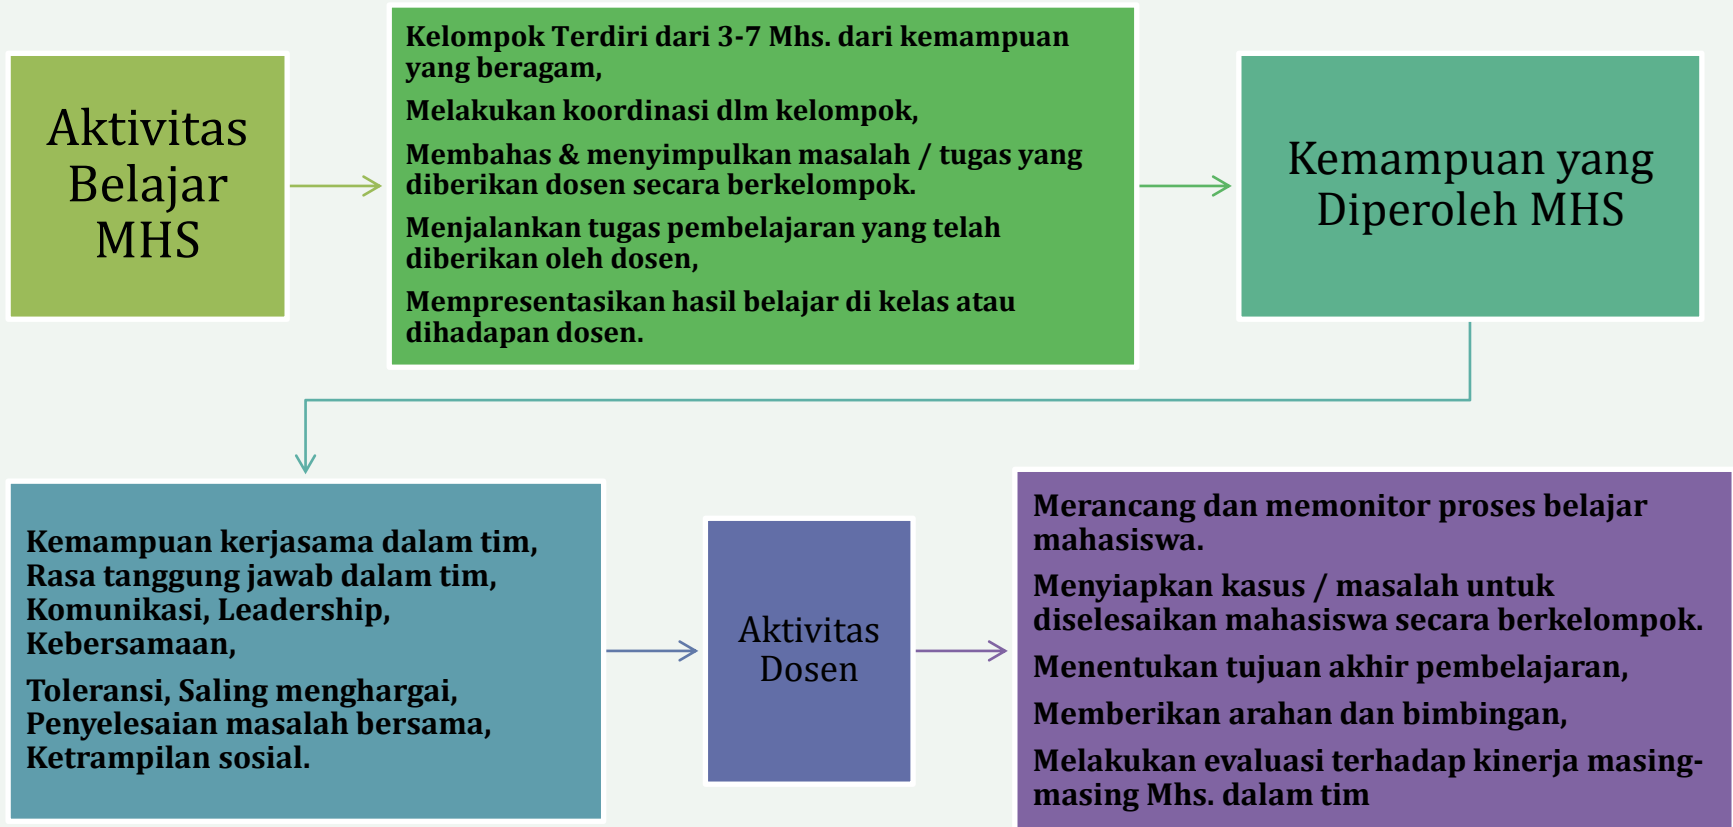 Aktivitas
Belajar
MHS
Kelompok Terdiri dari 3-7 Mhs. dari kemampuan
yang beragam,
Melakukan koordinasi dlm kelompok,
Membahas & menyimpulkan masalah / tugas yang
diberikan dosen secara berkelompok.
Menjalankan tugas pembelajaran yang telah
diberikan oleh dosen,
Mempresentasikan hasil belajar di kelas atau
dihadapan dosen.
Kemampuan yang
Diperoleh MHS
Kemampuan kerjasama dalam tim,
Rasa tanggung jawab dalam tim,
Komunikasi, Leadership,
Kebersamaan,
Toleransi, Saling menghargai,
Penyelesaian masalah bersama,
Ketrampilan sosial.
Aktivitas
Dosen
Merancang dan memonitor proses belajar
mahasiswa.
Menyiapkan kasus / masalah untuk
diselesaikan mahasiswa secara berkelompok.
Menentukan tujuan akhir pembelajaran,
Memberikan arahan dan bimbingan,
Melakukan evaluasi terhadap kinerja masing-
masing Mhs. dalam tim